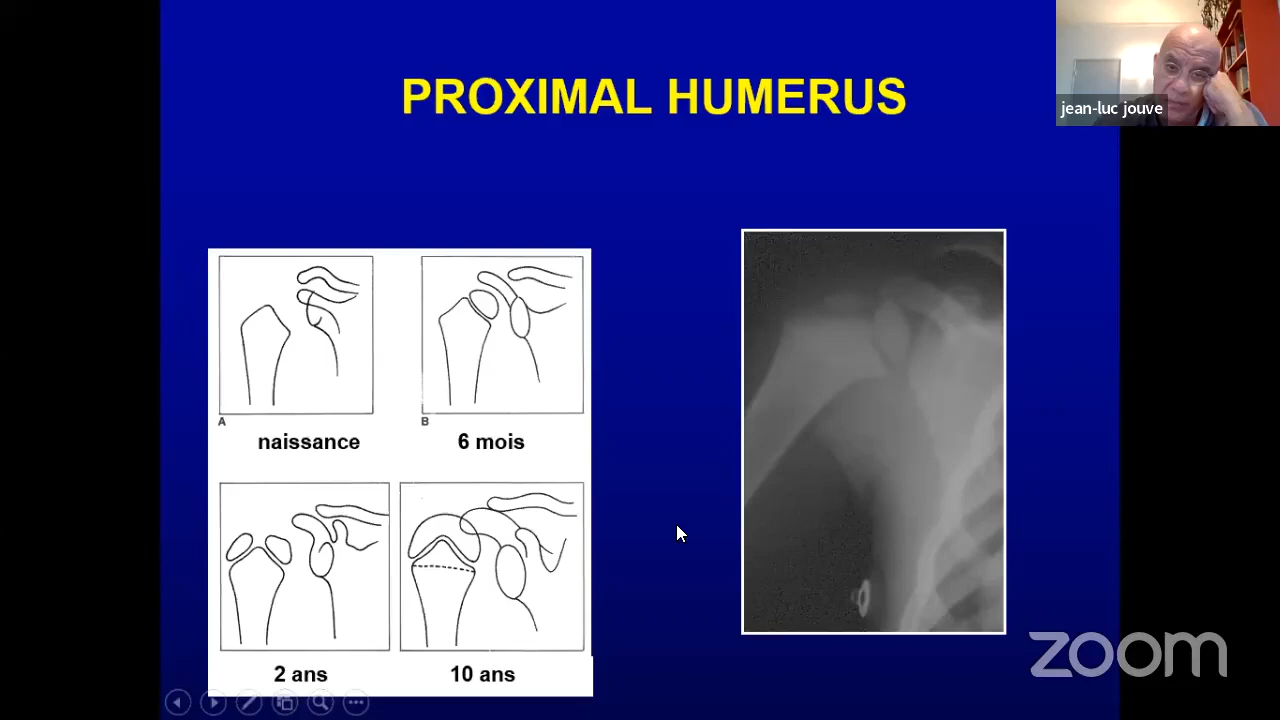 PROXIMAL HUMERUS
jean-luc jouve
A
B
naissance
6 mois
2 ans
10 ans
zoom